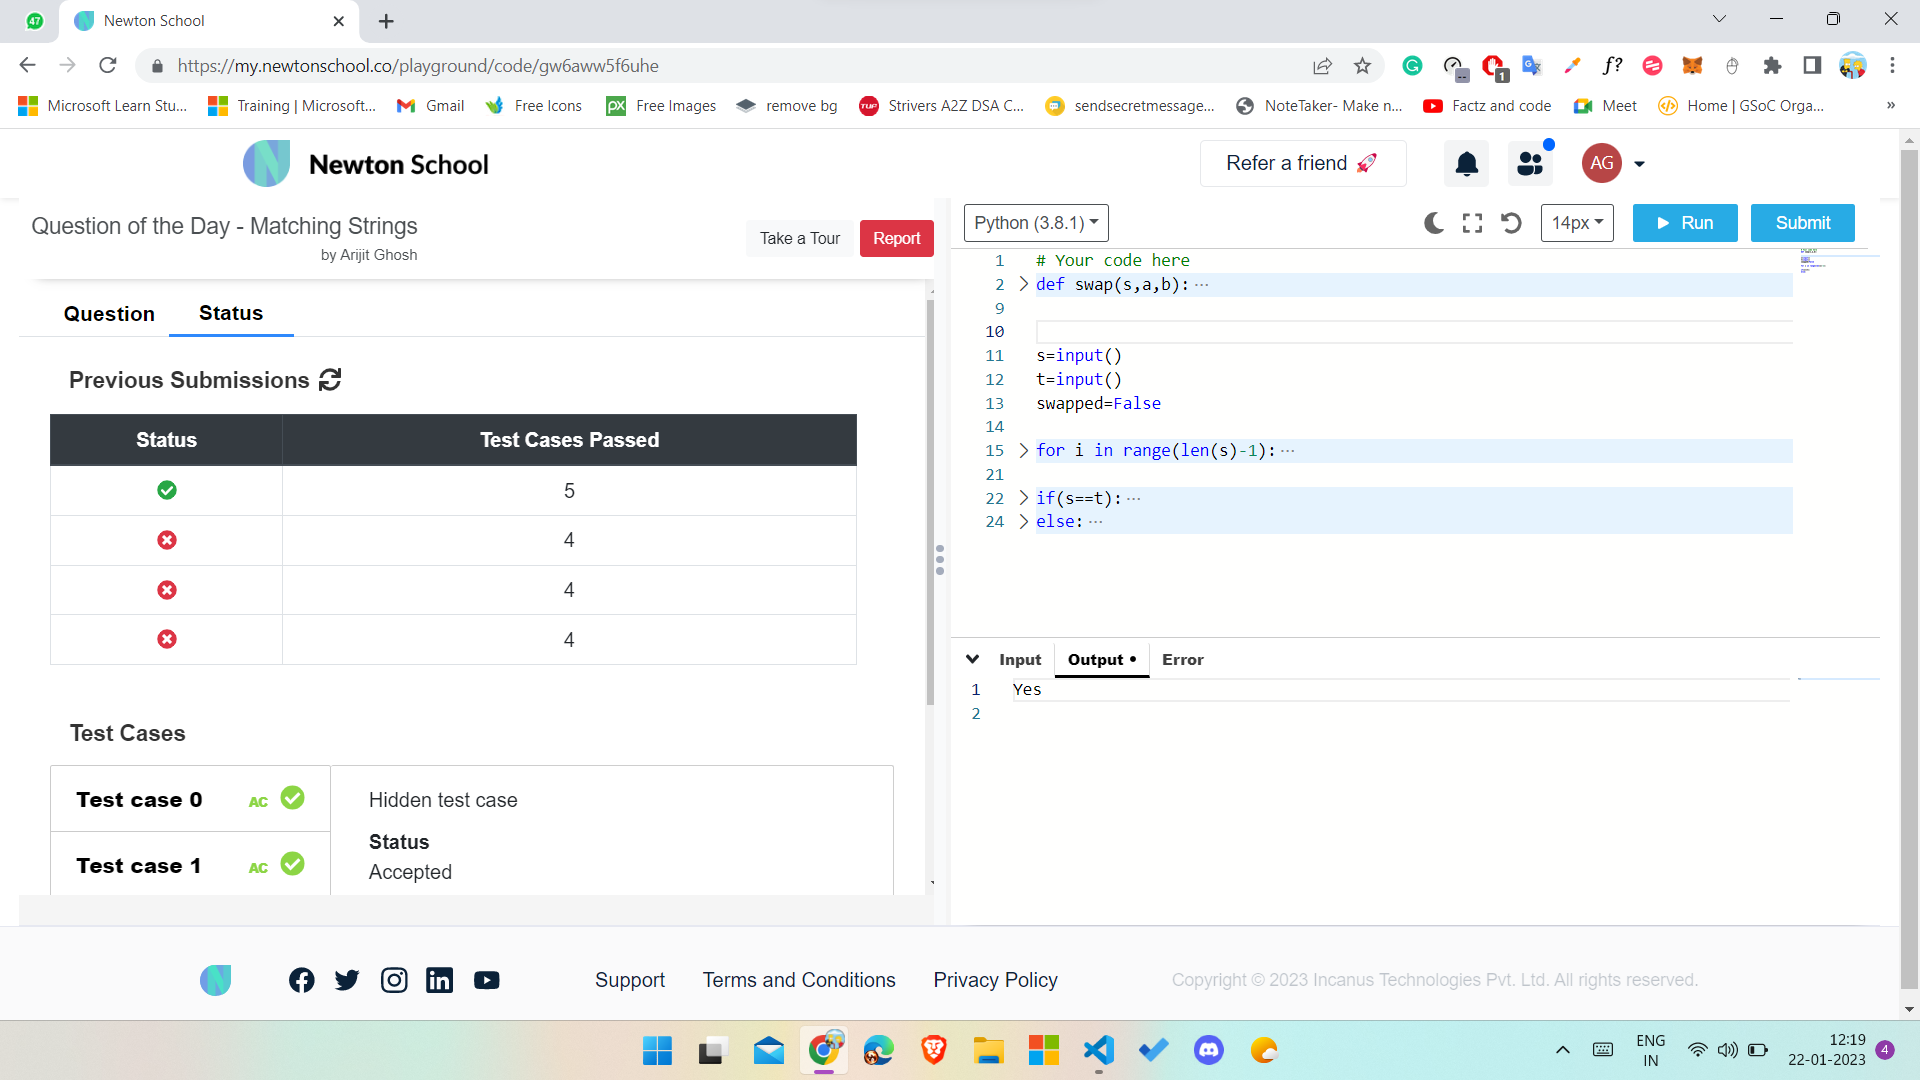 47
Newton School
https://my.newtonschool.co/playground/code/gw6aww5f6uhe
1
f?
Microsoft Learn Stu...
Training | Microsoft...
Gmail
Free Icons
Free Images
remove bg
TUF
Strivers A2Z DSA C...
sendsecretmessage...
NoteTaker- Make n...
Factz and code
Meet
Home | GSoC Orga...
»
Newton School
Refer a friend 🚀
AG
Question of the Day - Matching Strings
by Arijit Ghosh
Take a Tour
Report
Question
Status
Previous Submissions
Status
Test Cases Passed
5
4
4
4
Test Cases
Test case 0
AC
Test case 1
AC
Hidden test case
Status
Accepted
Python (3.8.1)
14px
Run
Submit
1 # Your code here
2 def swap(s,a,b): ···
9
10
11 s=input()
12 t=input()
13 swapped=False
14
15 for i in range(len(s)-1): ···
21
22 if(s==t): ···
24 else: ···
Input
Output •
Error
1 Yes
2
Support
Terms and Conditions
Privacy Policy
Copyright © 2023 Incanus Technologies Pvt. Ltd. All rights reserved.
ENG
IN
12:19
22-01-2023
4